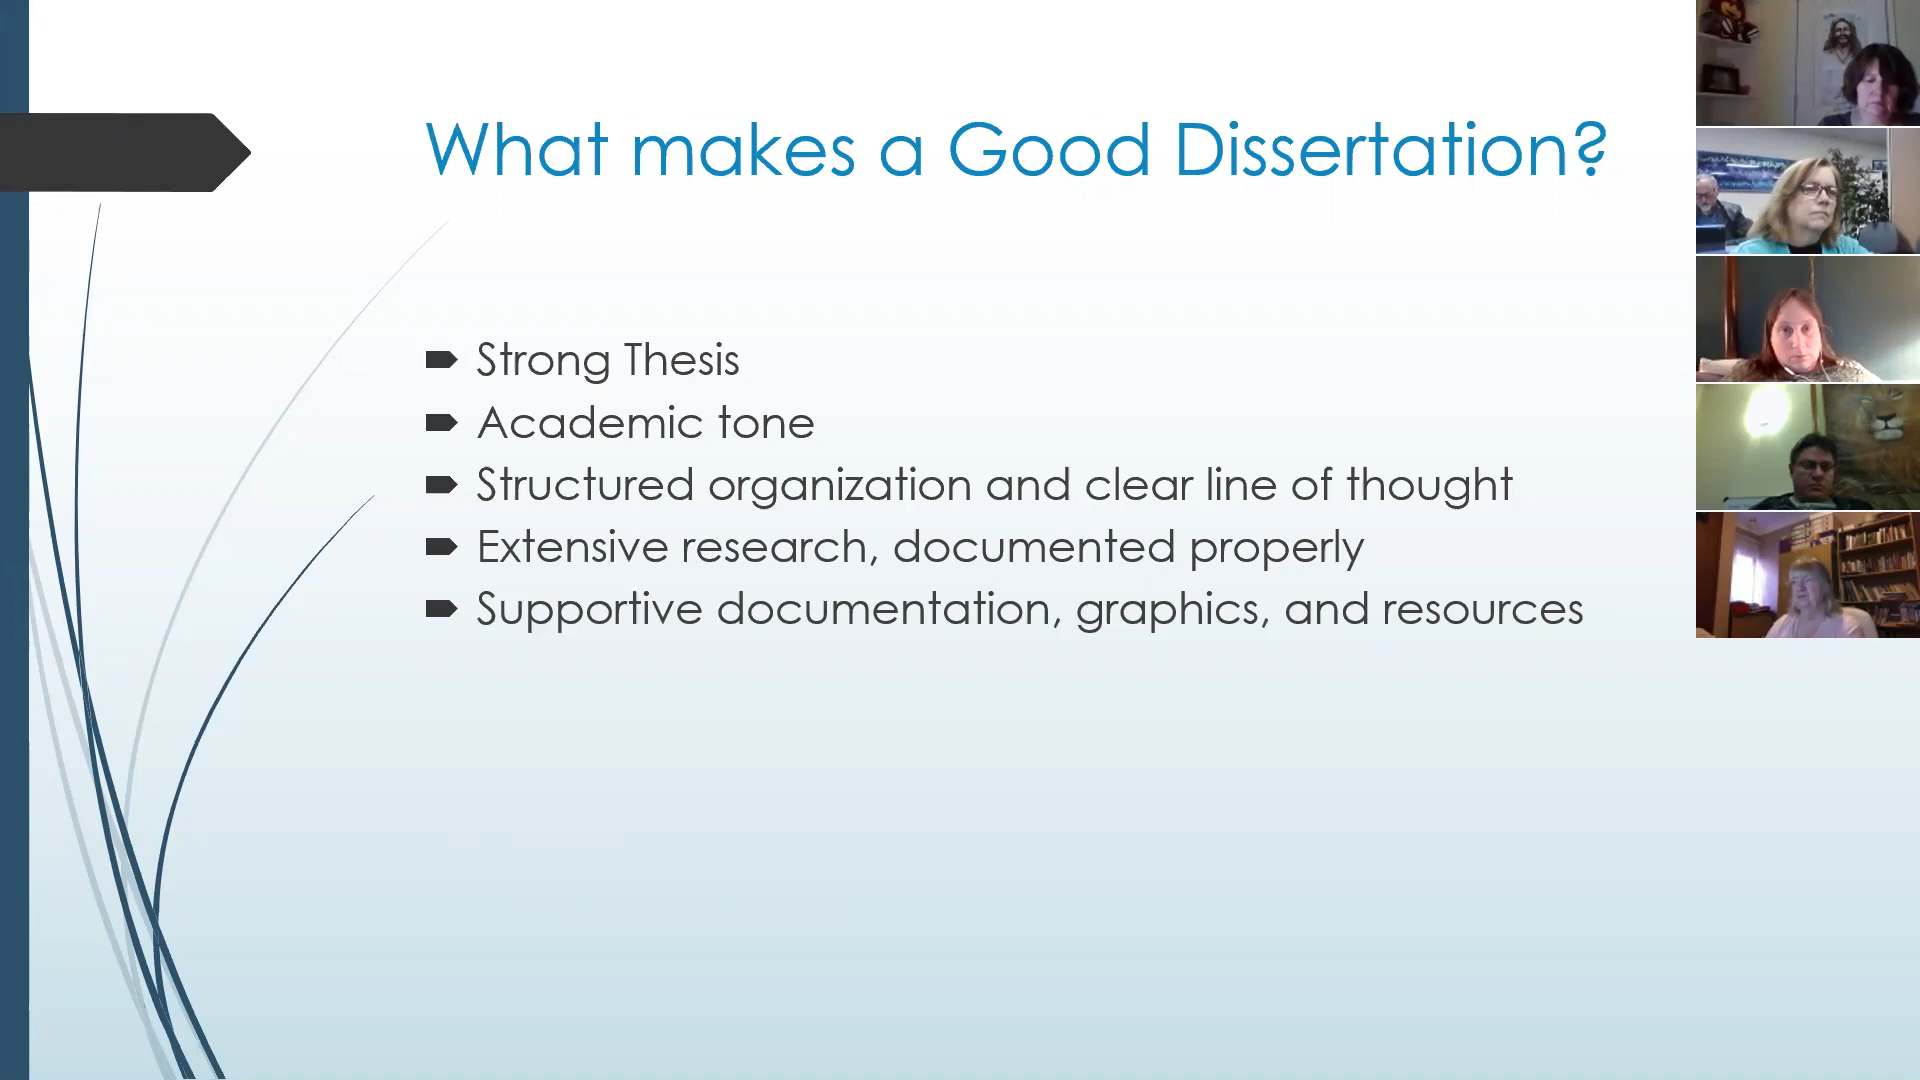 What makes a Good Dissertation?
Strong Thesis
Academic tone
Structured organization and clear line of thought
Extensive research, documented properly
Supportive documentation, graphics, and resources